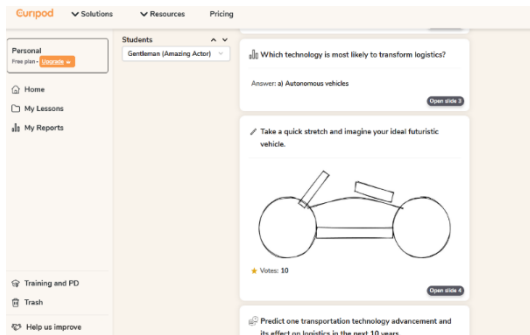 Curipod
Solutions
Resources
Pricing
Personal
Free plan - Upgrade
Home
My Lessons
My Reports
Training and PD
Trash
Help us improve
Students
Gentleman (Amazing Actor)
Which technology is most likely to transform logistics?
Answer: a) Autonomous vehicles
Open slide 3
Take a quick stretch and imagine your ideal futuristic
vehicle.
Votes: 10
Open slide 4
Predict one transportation technology advancement and
its effect on logistics in the next 10 years